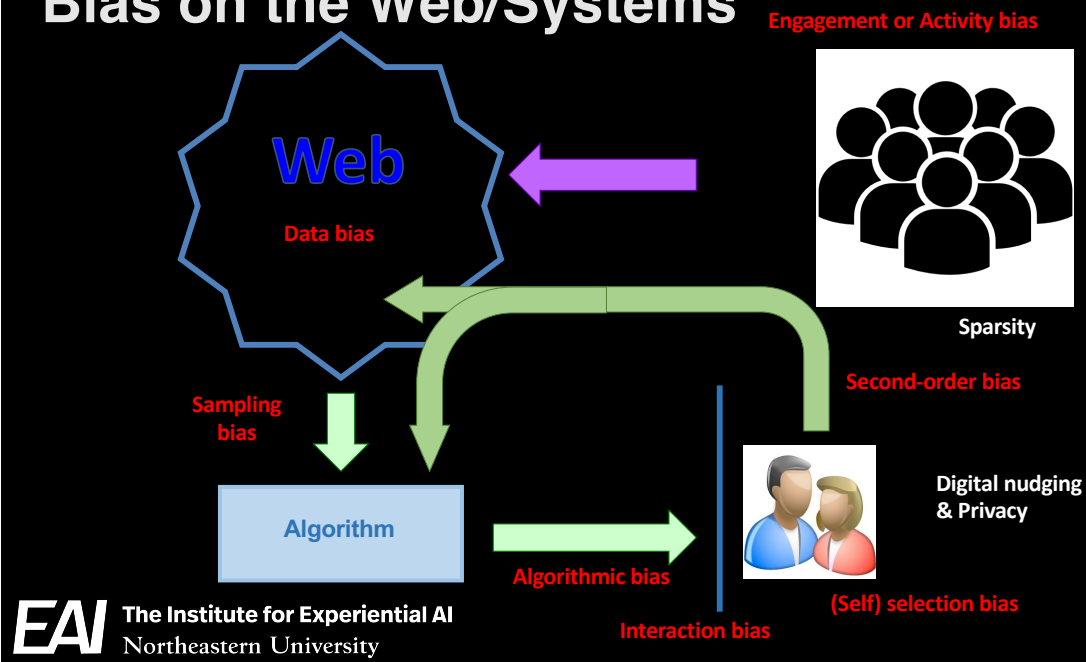 Bias on the Web/Systems
Engagement or Activity bias
Web
Data bias
Sparsity
Second-order bias
Sampling
bias
Digital nudging
& Privacy
Algorithm
Algorithmic bias
(Self) selection bias
Interaction bias
EAI
The Institute for Experiential AI
Northeastern University